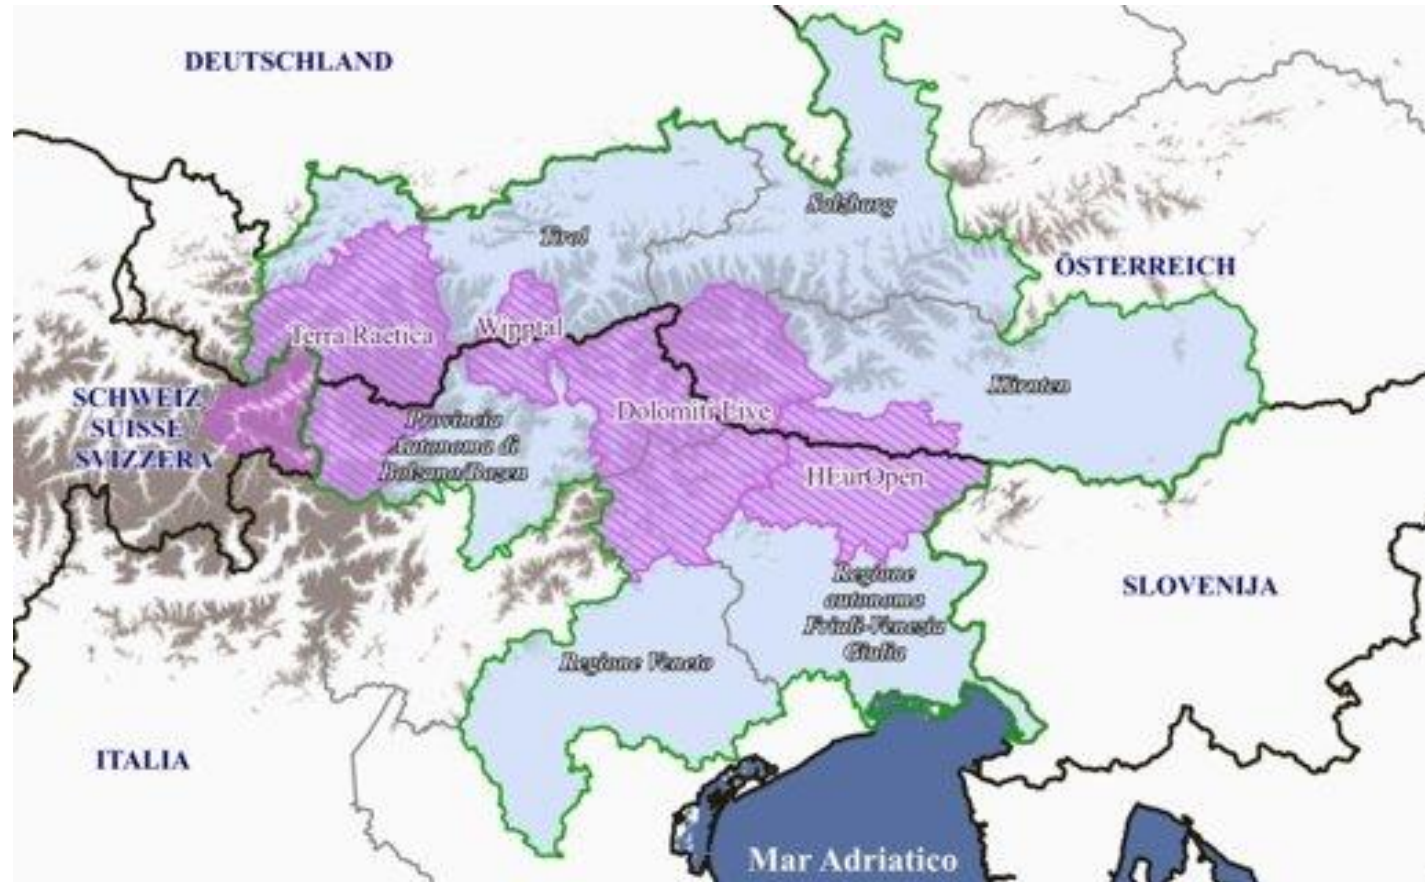 DEUTSCHLAND
Salzburg
Tirol
ÖSTERREICH
Terra Raetica
Wipptal
SCHWEIZ
SUISSE
SVIZZERA
Kärnten
Dolomiti Live
Provincia
Autonoma di
Bolzano/Bozen
HEurOpen
Regione
autonoma
Friuli-Venezia
Giulia
SLOVENIJA
Regione Veneto
ITALIA
Mar Adriatico